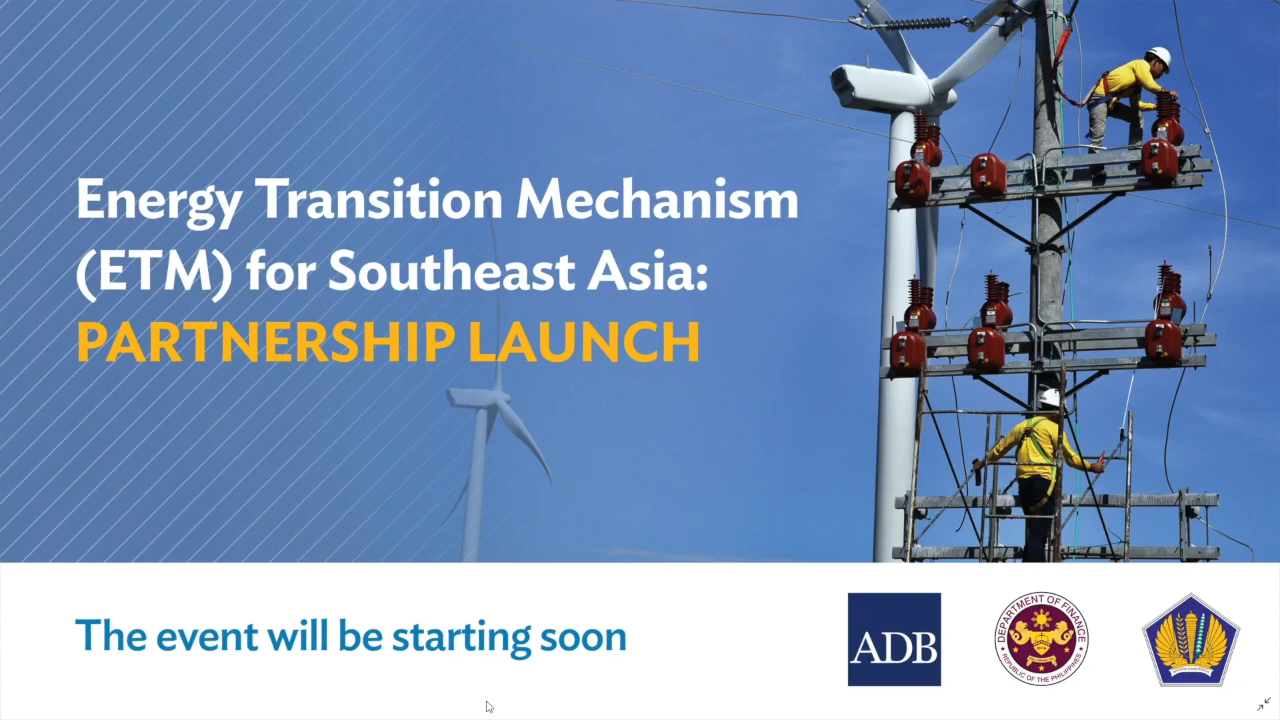 Energy Transition Mechanism
(ETM) for Southeast Asia:
PARTNERSHIP LAUNCH
The event will be starting soon
ADB
DEPARTMENT OF FINANCE
REPUBLIC OF THE PHILIPPINES